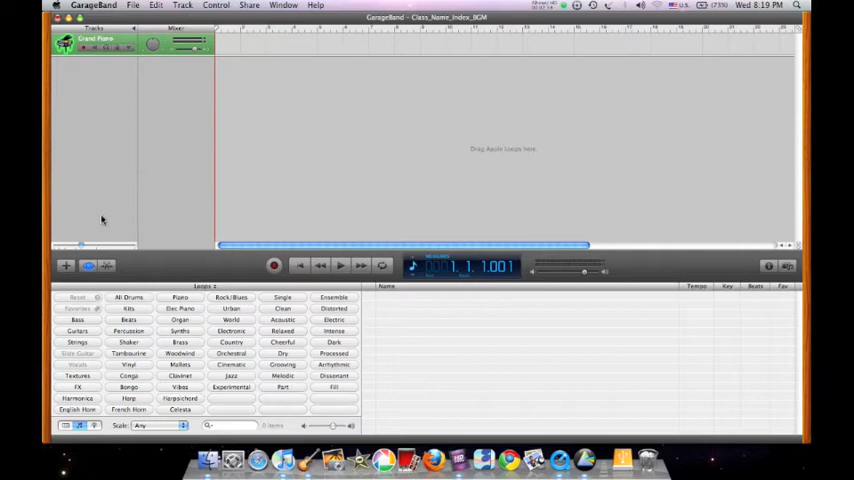 GarageBand File Edit Track Control Share Window Help
U.S. (73%) Wed 8:19 PM
GarageBand - Class_Name_Index_BGM
Tracks Mixer
Grand Piano
Drag Apple Loops here.
MEASURES
1. 1. 1.001
Loops
Name Tempo Key Beats Fav
Reset All Drums Piano Rock/Blues Single Ensemble
Favorites Kits Elec Piano Urban Clean Distorted
Bass Beats Organ World Acoustic Electric
Guitars Percussion Synths Electronic Relaxed Intense
Strings Shaker Brass Country Cheerful Dark
Slide Guitar Tambourine Woodwind Orchestral Dry Processed
Vocals Vinyl Mallets Cinematic Grooving Arrhythmic
Textures Conga Clavinet Jazz Melodic Dissonant
FX Bongo Vibes Experimental Part Fill
Harmonica Harp Harpsichord
English Horn French Horn Celesta
Scale: Any 0 items